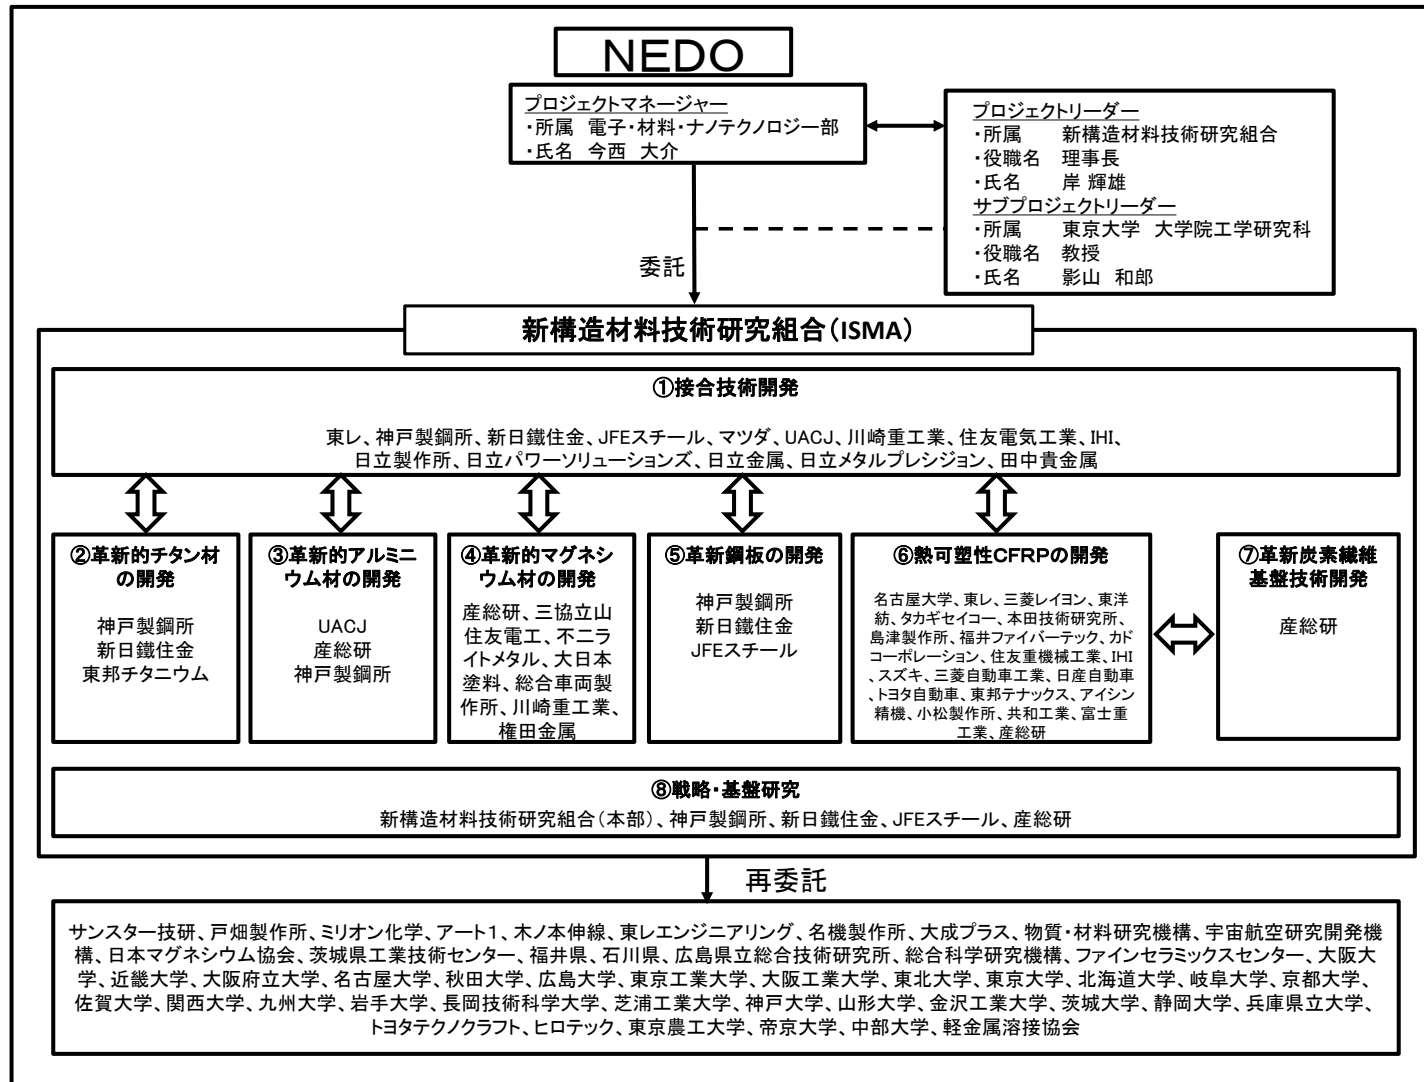 NEDO
プロジェクトマネージャー
・所属 電子・材料・ナノテクノロジー部
・氏名 今西 大介
プロジェクトリーダー
・所属 新構造材料技術研究組合
・役職名 理事長
・氏名 岸 輝雄
サブプロジェクトリーダー
・所属 東京大学 大学院工学研究科
・役職名 教授
・氏名 影山 和郎
委託
新構造材料技術研究組合(ISMA)
①接合技術開発
東レ、神戸製鋼所、新日鐵住金、JFEスチール、マツダ、UACJ、川崎重工業、住友電気工業、IHI、
日立製作所、日立パワーソリューションズ、日立金属、日立メタルプレシジョン、田中貴金属
②革新的チタン材
の開発
神戸製鋼所
新日鐵住金
東邦チタニウム
③革新的アルミニ
ウム材の開発
UACJ
産総研
神戸製鋼所
④革新的マグネシ
ウム材の開発
産総研、三協立山
住友電工、不二ラ
イトメタル、大日本
塗料、総合車両製
作所、川崎重工業、
権田金属
⑤革新鋼板の開発
神戸製鋼所
新日鐵住金
JFEスチール
⑥熱可塑性CFRPの開発
名古屋大学、東レ、三菱レイヨン、東洋
紡、タカギセイコー、本田技術研究所、
島津製作所、福井ファイバーテック、カド
コーポレーション、住友重機械工業、IHI
、スズキ、三菱自動車工業、日産自動車
、トヨタ自動車、東邦テナックス、アイシン
精機、小松製作所、共和工業、富士重
工業、産総研
⑦革新炭素繊維
基盤技術開発
産総研
⑧戦略・基盤研究
新構造材料技術研究組合(本部)、神戸製鋼所、新日鐵住金、JFEスチール、産総研
再委託
サンスター技研、戸畑製作所、ミリオン化学、アート1、木ノ本伸線、東レエンジニアリング、名機製作所、大成プラス、物質・材料研究機構、宇宙航空研究開発機
構、日本マグネシウム協会、茨城県工業技術センター、福井県、石川県、広島県立総合技術研究所、総合科学研究機構、ファインセラミックスセンター、大阪大
学、近畿大学、大阪府立大学、名古屋大学、秋田大学、広島大学、東京工業大学、大阪工業大学、東北大学、東京大学、北海道大学、岐阜大学、京都大学、
佐賀大学、関西大学、九州大学、岩手大学、長岡技術科学大学、芝浦工業大学、神戸大学、山形大学、金沢工業大学、茨城大学、静岡大学、兵庫県立大学、
トヨタテクノクラフト、ヒロテック、東京農工大学、帝京大学、中部大学、軽金属溶接協会